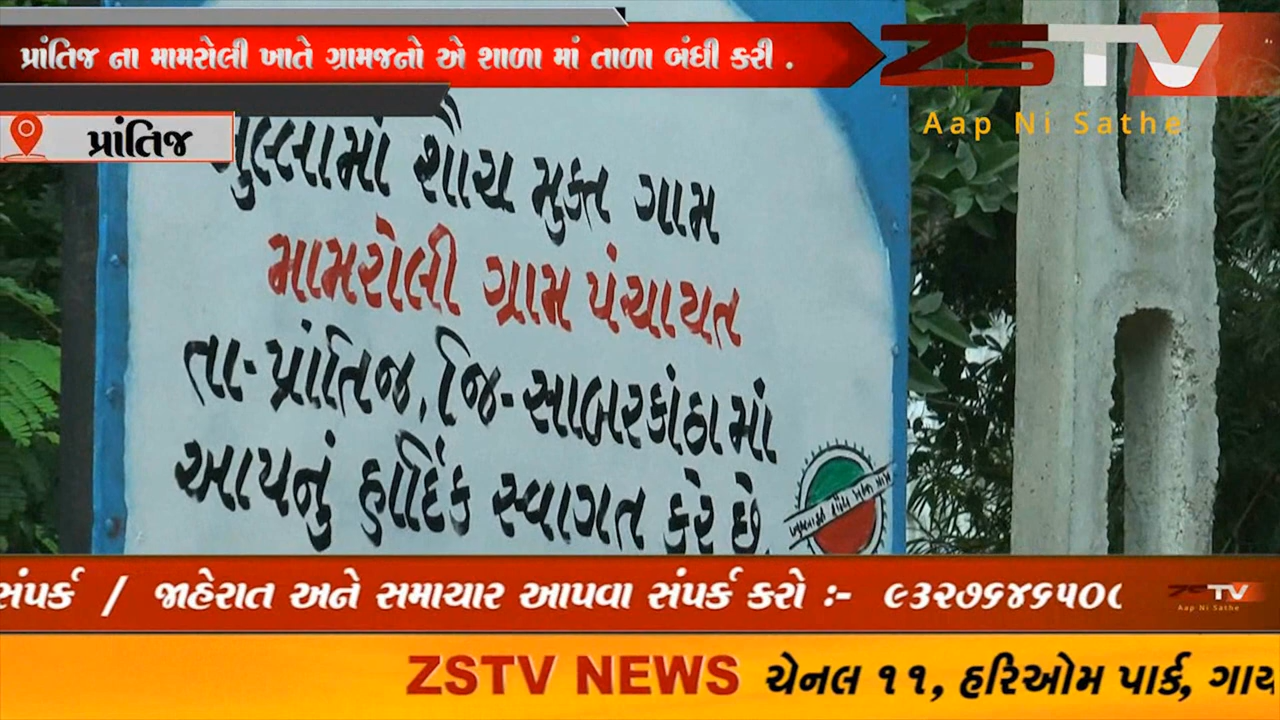 પ્રાંતિજ ના મામરોલી ખાતે ગ્રામજનો એ શાળા માં તાળા બંધી કરી .
ZSTV
Aap Ni Sathe
પ્રાંતિજ
શૌચ મુક્ત ગામ
મામરોલી ગ્રામ પંચાયત
તા-પ્રાંતિજ. જિ-સાબરકાંઠામાં
આપનું હાર્દિક સ્વાગત કરે છે.
સંપર્ક / જાહેરાત અને સમાચાર આપવા સંપર્ક કરો :- ૯૩૨૭૬૪૬૫૦૮
ZSTV
Aap Ni Sathe
ZSTV NEWS ચેનલ ૧૧, હરિઓમ પાર્ક,